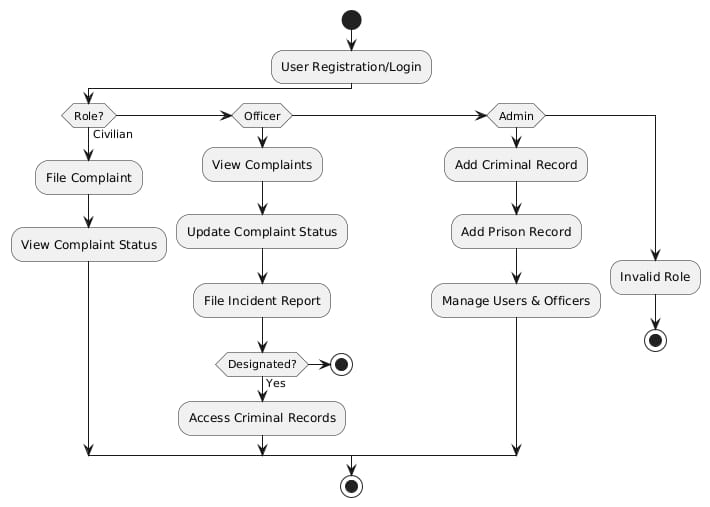 User Registration/Login
Role?
Civilian
Officer
Admin
File Complaint
View Complaint Status
View Complaints
Update Complaint Status
File Incident Report
Designated?
Yes
Access Criminal Records
Add Criminal Record
Add Prison Record
Manage Users & Officers
Invalid Role